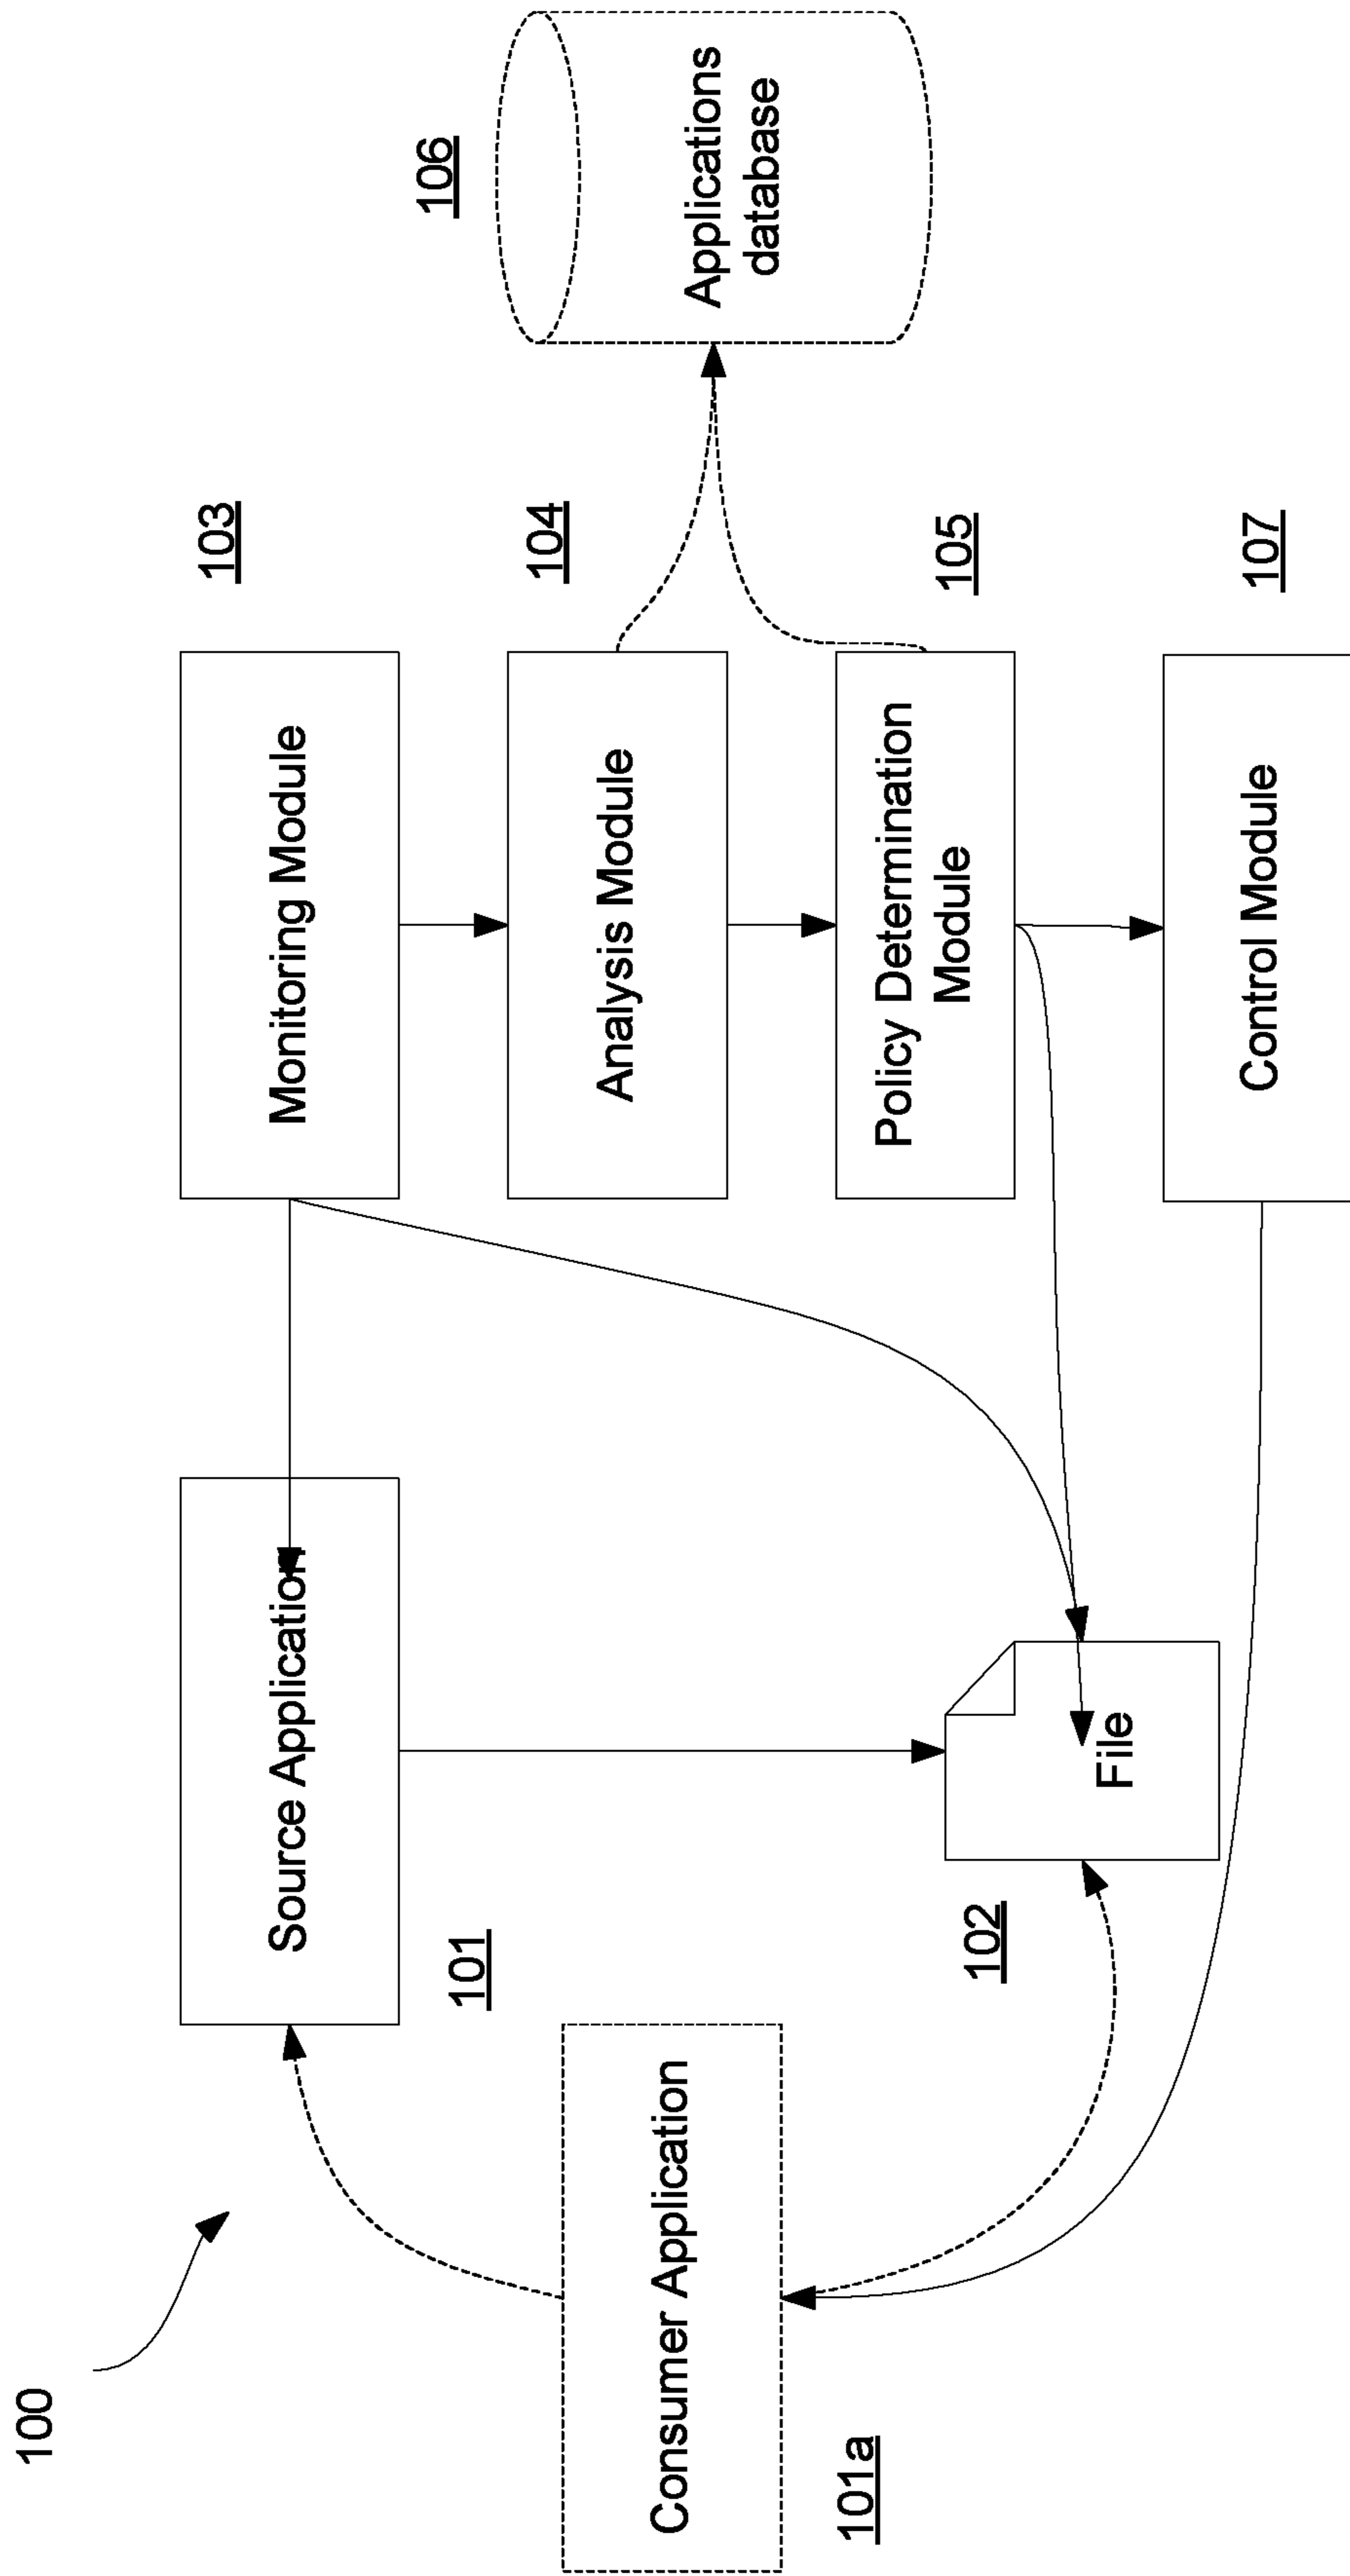 100
Source Application
101
Consumer Application
101a
File
102
Monitoring Module
103
Analysis Module
104
Policy Determination
Module
105
Control Module
107
Applications
database
106